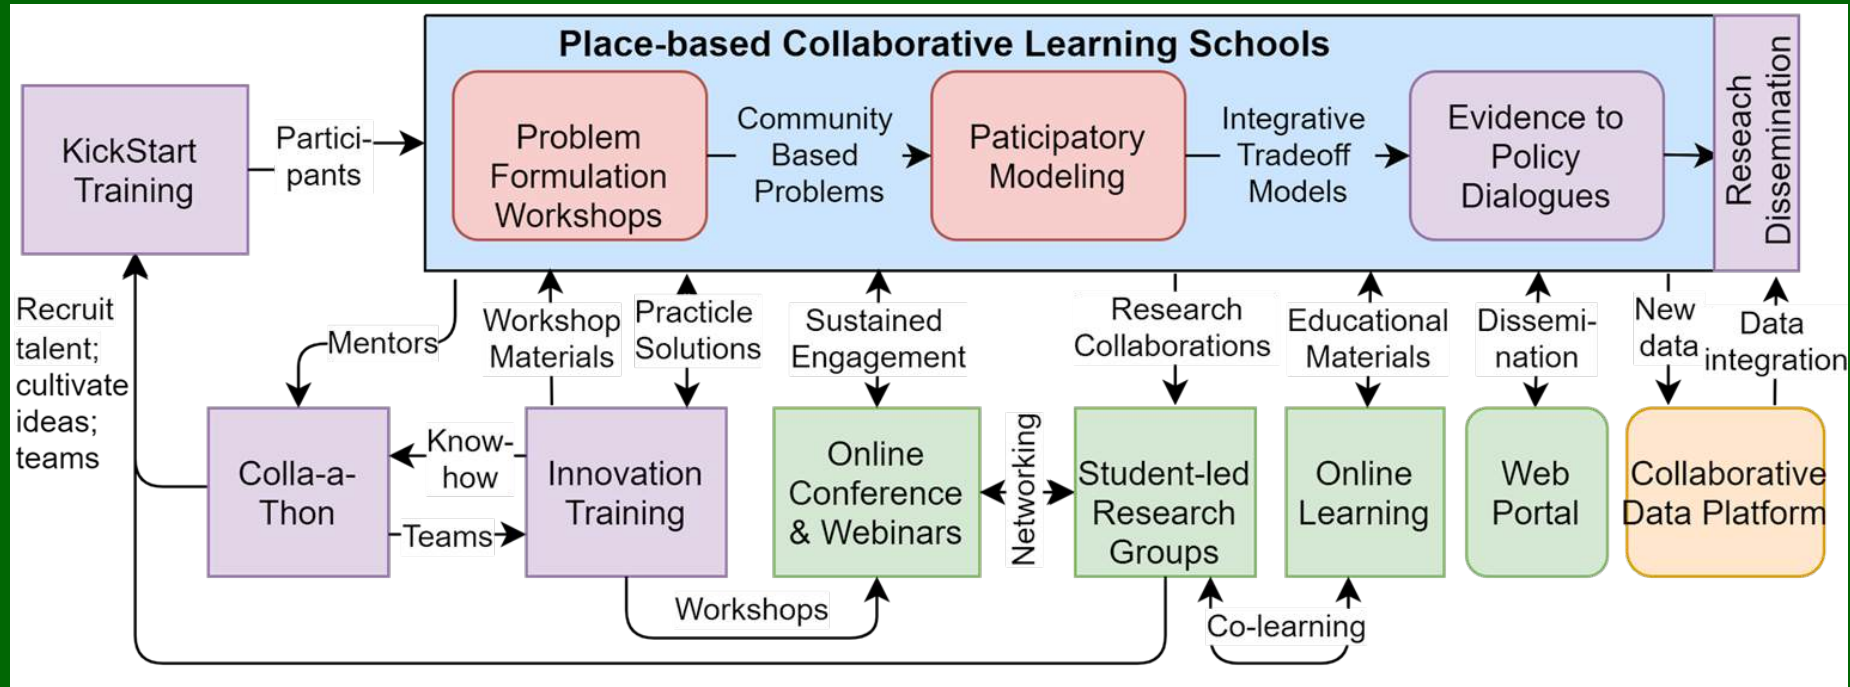 Place-based Collaborative Learning Schools
KickStart
Training
Partici-
pants
Problem
Formulation
Workshops
Community
Based
Problems
Paticipatory
Modeling
Integrative
Tradeoff
Models
Evidence to
Policy
Dialogues
Reseach
Dissemination
Recruit
talent;
cultivate
ideas;
teams
Mentors
Workshop
Materials
Practicle
Solutions
Sustained
Engagement
Research
Collaborations
Educational
Materials
Dissemi-
nation
New
data
Data
integration
Colla-a-
Thon
Know-
how
Teams
Innovation
Training
Online
Conference
& Webinars
Networking
Student-led
Research
Groups
Online
Learning
Web
Portal
Collaborative
Data Platform
Workshops
Co-learning